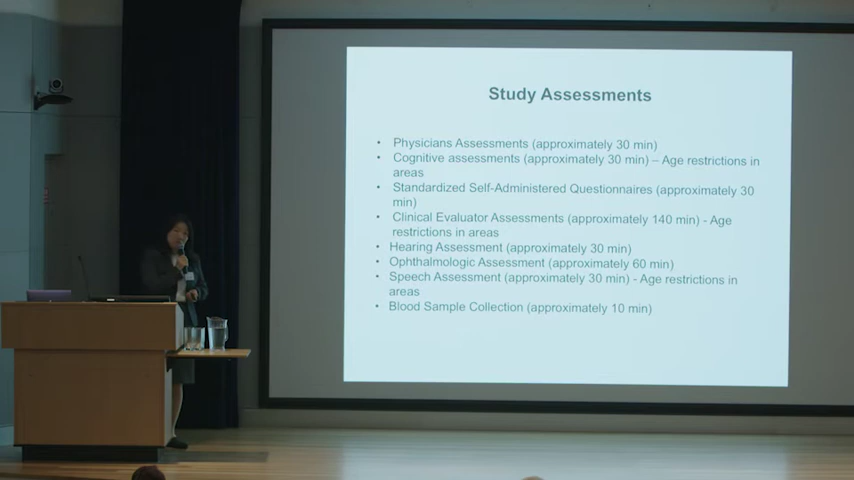 Study Assessments
• Physicians Assessments (approximately 30 min)
• Cognitive assessments (approximately 30 min) – Age restrictions in
areas
• Standardized Self-Administered Questionnaires (approximately 30
min)
• Clinical Evaluator Assessments (approximately 140 min) - Age
restrictions in areas
• Hearing Assessment (approximately 30 min)
• Ophthalmologic Assessment (approximately 60 min)
• Speech Assessment (approximately 30 min) - Age restrictions in
areas
• Blood Sample Collection (approximately 10 min)